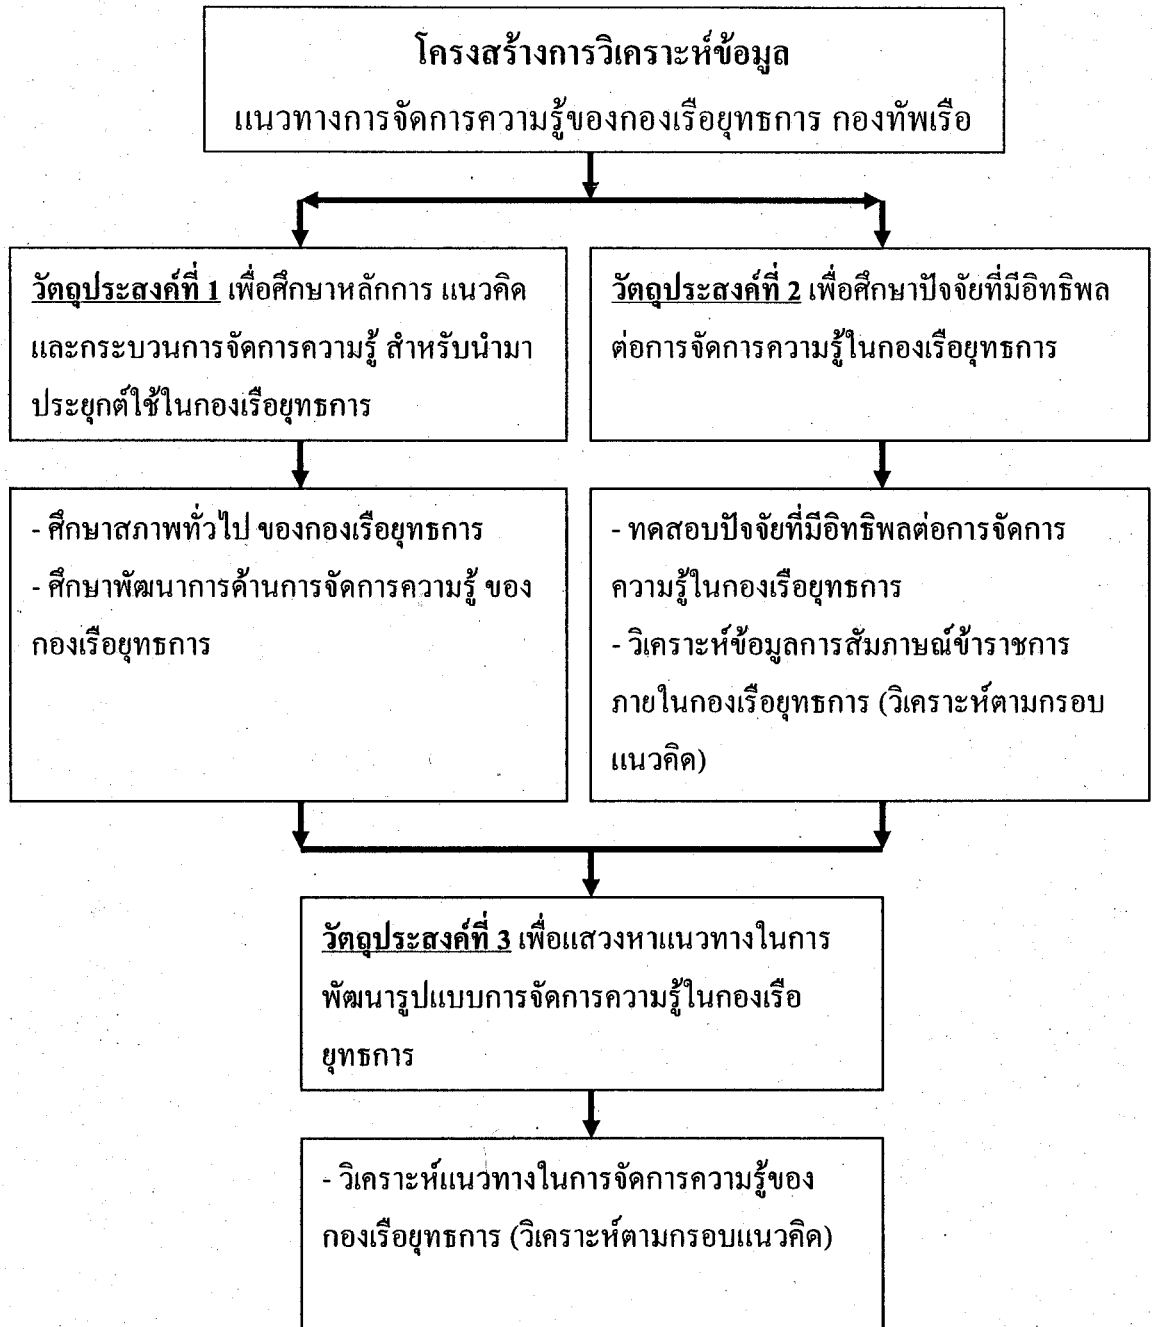 โครงสร้างการวิเคราะห์ข้อมูล
แนวทางการจัดการความรู้ของกองเรือยุทธการ กองทัพเรือ
วัตถุประสงค์ที่ 1 เพื่อศึกษาหลักการ แนวคิด
และกระบวนการจัดการความรู้ สำหรับนำมา
ประยุกต์ใช้ในกองเรือยุทธการ
วัตถุประสงค์ที่ 2 เพื่อศึกษาปัจจัยที่มีอิทธิพล
ต่อการจัดการความรู้ในกองเรือยุทธการ
- ศึกษาสภาพทั่วไป ของกองเรือยุทธการ
- ศึกษาพัฒนาการด้านการจัดการความรู้ ของ
กองเรือยุทธการ
- ทดสอบปัจจัยที่มีอิทธิพลต่อการจัดการ
ความรู้ในกองเรือยุทธการ
- วิเคราะห์ข้อมูลการสัมภาษณ์ข้าราชการ
ภายในกองเรือยุทธการ (วิเคราะห์ตามกรอบ
แนวคิด)
วัตถุประสงค์ที่ 3 เพื่อแสวงหาแนวทางในการ
พัฒนารูปแบบการจัดการความรู้ในกองเรือ
ยุทธการ
- วิเคราะห์แนวทางในการจัดการความรู้ของ
กองเรือยุทธการ (วิเคราะห์ตามกรอบแนวคิด)